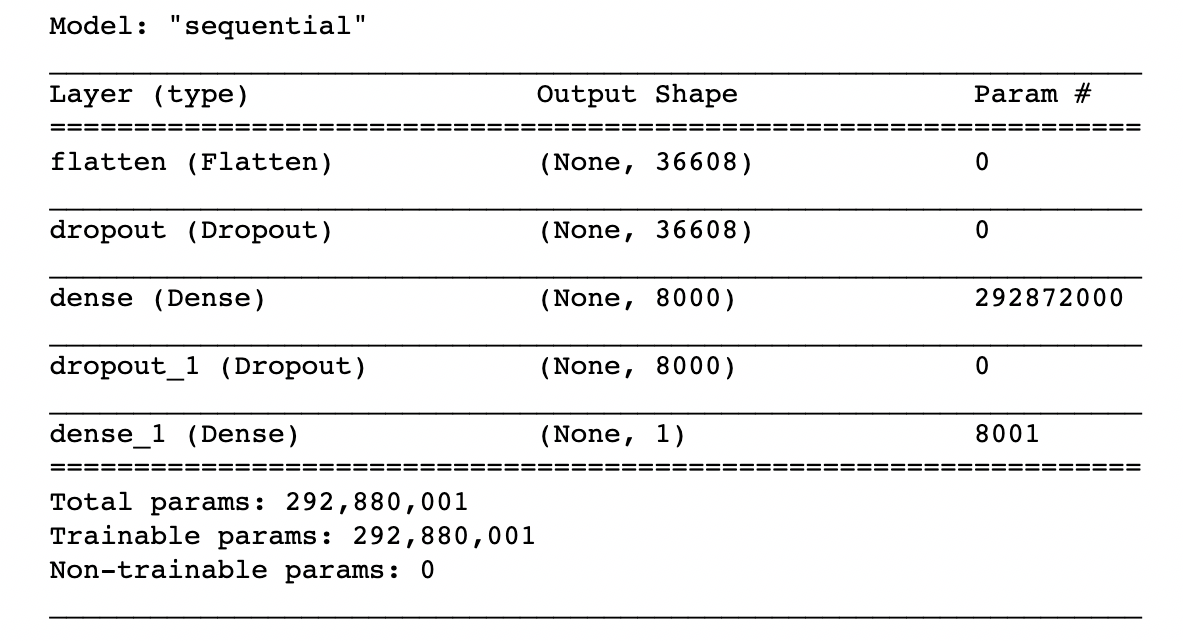 Model: "sequential"
Layer (type) Output Shape Param #
flatten (Flatten) (None, 36608) 0
dropout (Dropout) (None, 36608) 0
dense (Dense) (None, 8000) 292872000
dropout_1 (Dropout) (None, 8000) 0
dense_1 (Dense) (None, 1) 8001
Total params: 292,880,001
Trainable params: 292,880,001
Non-trainable params: 0